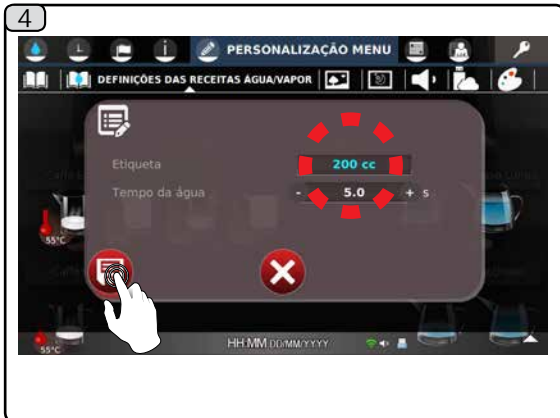 4
PERSONALIZAÇÃO MENU
DEFINIÇÕES DAS RECEITAS ÁGUA/VAPOR
Etiqueta 200 cc
Tempo da água - 5.0 + s
55°C
55°C HH:MM DD/MM/YYYY